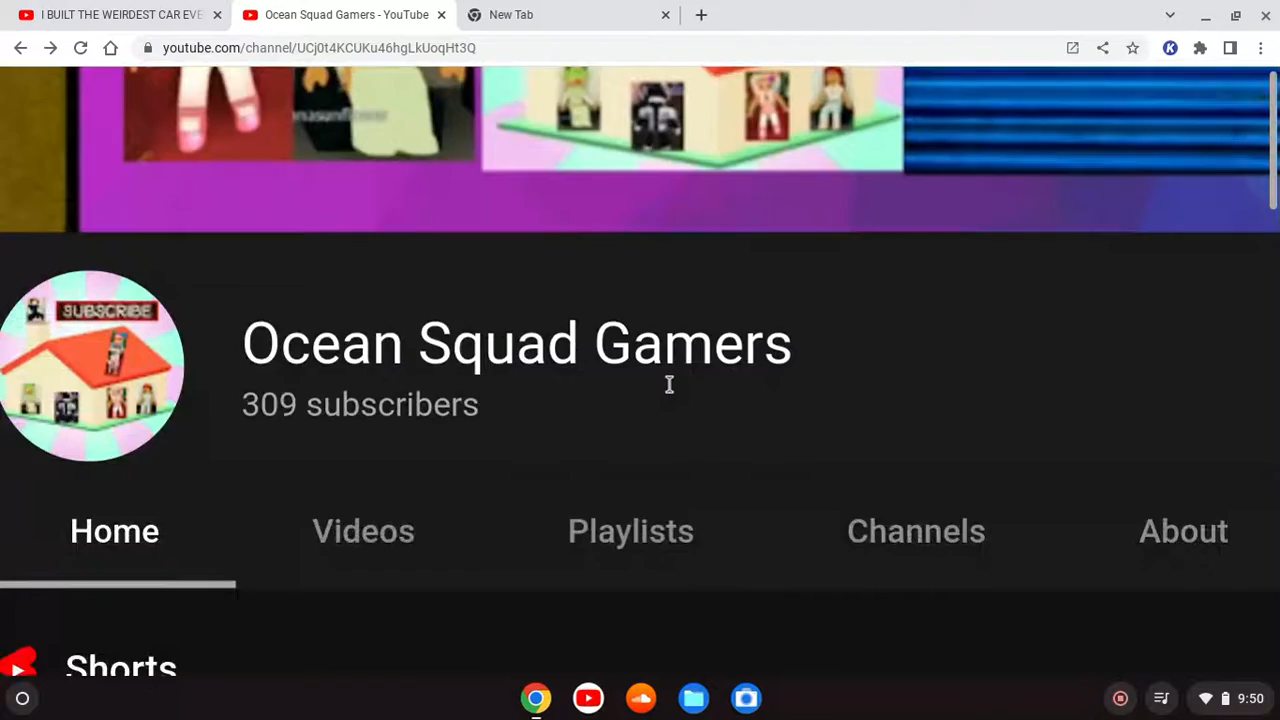 I BUILT THE WEIRDEST CAR EVE
Ocean Squad Gamers - YouTube
New Tab
youtube.com/channel/UCj0t4KCUKu46hgLkUoqHt3Q
SUBSCRIBE
Ocean Squad Gamers
309 subscribers
Home
Videos
Playlists
Channels
About
Shorts
9:50